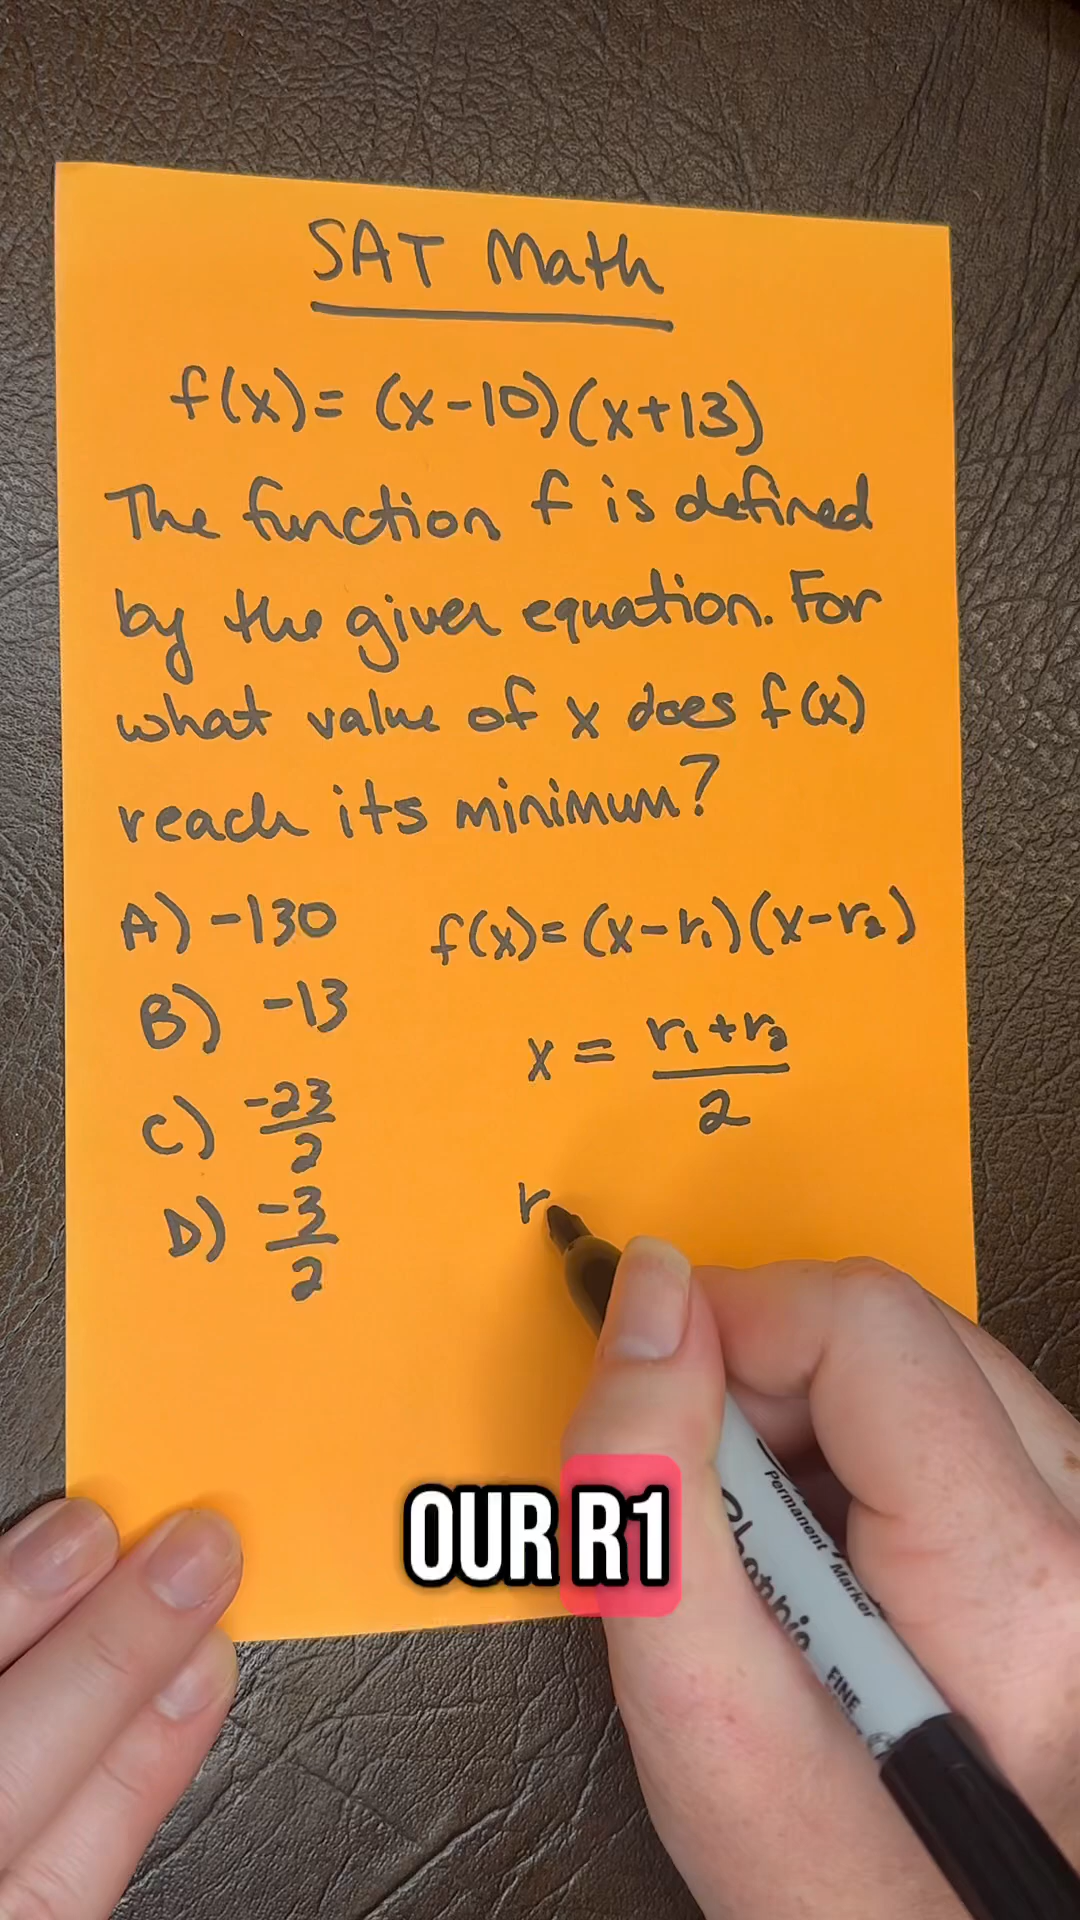 SAT Math
f(x)= (x-10)(x+13)
The function f is defined
by the given equation. For
what value of x does f(x)
reach its minimum?
A) -130
B) -13
C) -23/2
D) -3/2
f(x)= (x-r₁)(x-r₂)
x = r₁+r₂/2
r
OUR R1
Permanent Marker
Sharpie
FINE